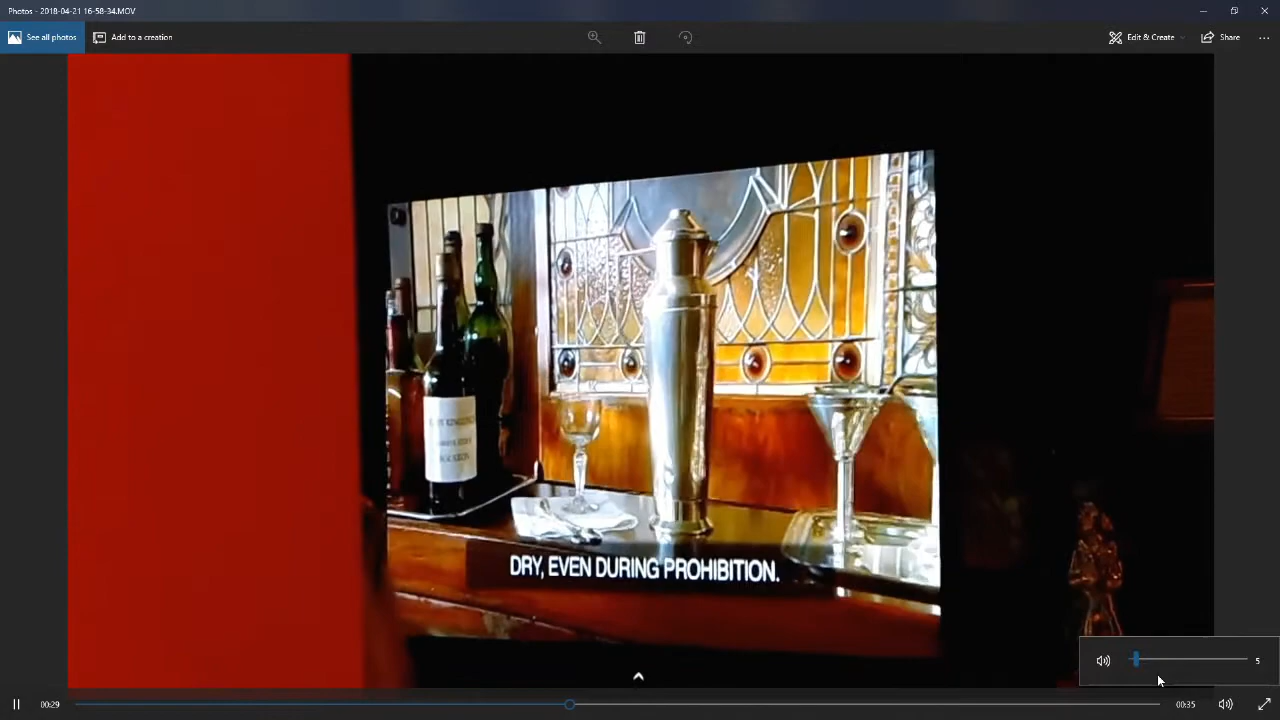 Photos - 2018-04-21 16-58-34.MOV
See all photos
Add to a creation
Edit & Create
Share
DRY, EVEN DURING PROHIBITION.
5
00:29
00:35